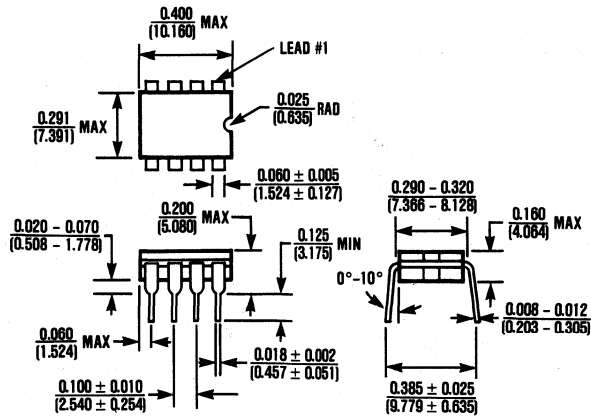 0.400
(10.160) MAX
LEAD #1
0.291
(7.391) MAX
0.025
(0.635) RAD
0.060 ± 0.005
(1.524 ± 0.127)
0.290 - 0.320
(7.366 - 8.128)
0.020 - 0.070
(0.508 - 1.778)
0.200
(5.080) MAX
0.125
(3.175) MIN
0.160
(4.064) MAX
0°-10°
0.008 - 0.012
(0.203 - 0.305)
0.060
(1.524) MAX
0.018 ± 0.002
(0.457 ± 0.051)
0.100 ± 0.010
(2.540 ± 0.254)
0.385 ± 0.025
(9.779 ± 0.635)